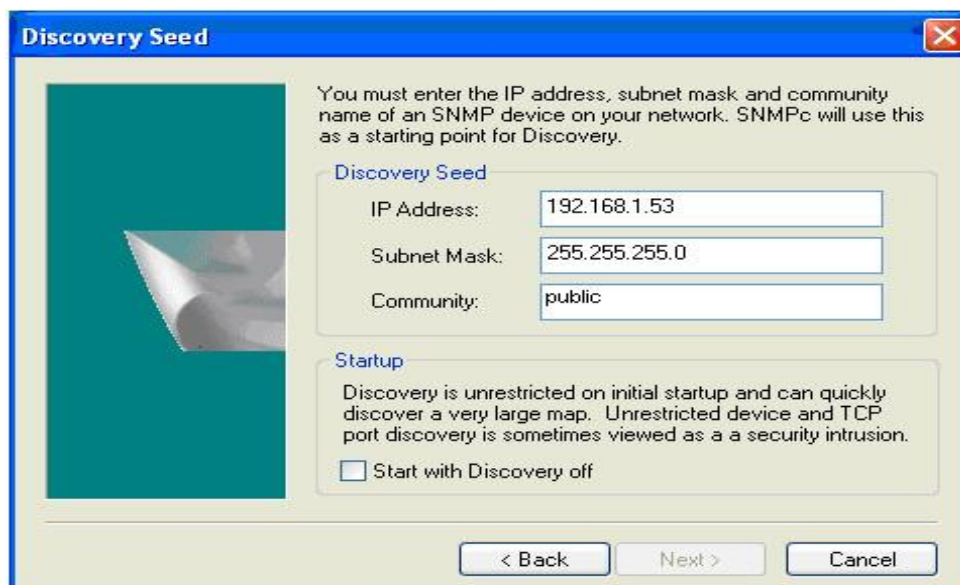 Discovery Seed
You must enter the IP address, subnet mask and community
name of an SNMP device on your network. SNMPc will use this
as a starting point for Discovery.
Discovery Seed
IP Address: 192.168.1.53
Subnet Mask: 255.255.255.0
Community: public
Startup
Discovery is unrestricted on initial startup and can quickly
discover a very large map. Unrestricted device and TCP
port discovery is sometimes viewed as a a security intrusion.
Start with Discovery off
< Back Next > Cancel